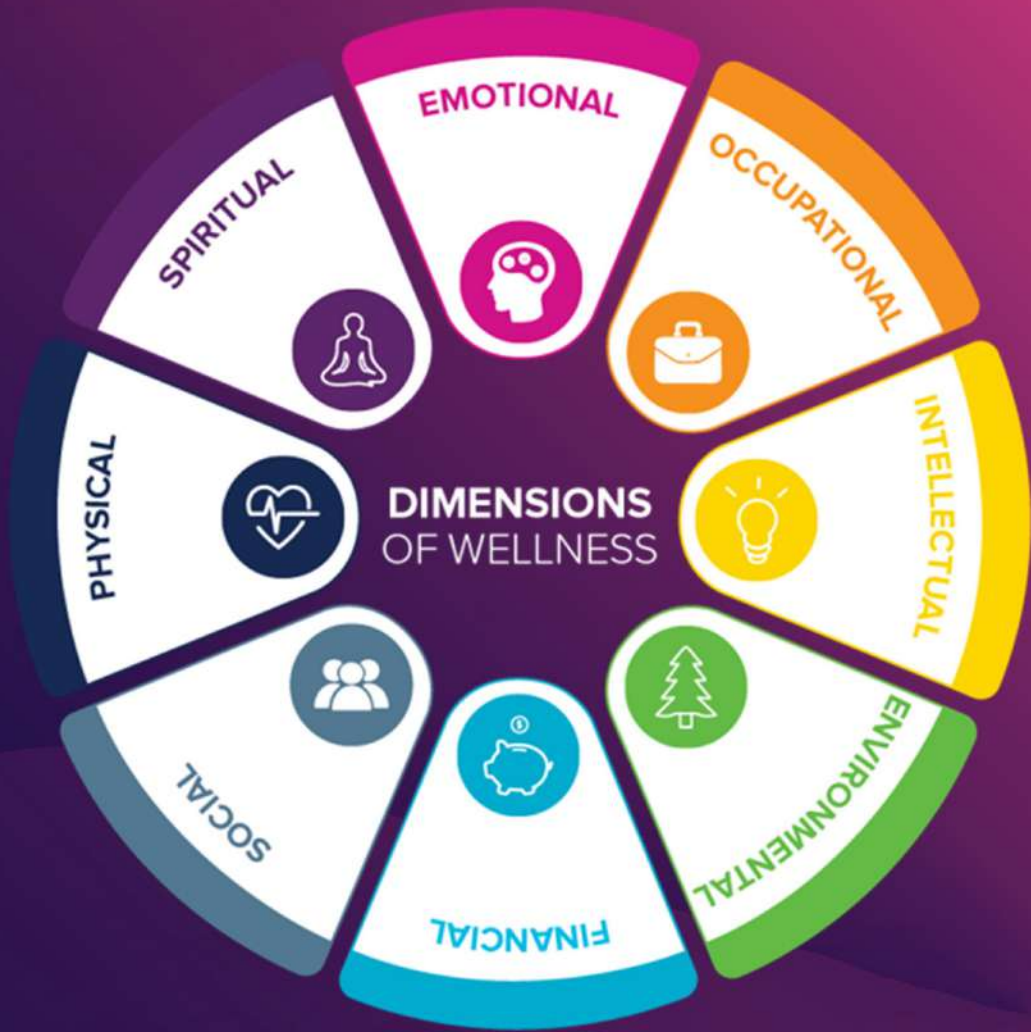 EMOTIONAL
OCCUPATIONAL
INTELLECTUAL
ENVIRONMENTAL
FINANCIAL
SOCIAL
PHYSICAL
SPIRITUAL
DIMENSIONS
OF WELLNESS
$